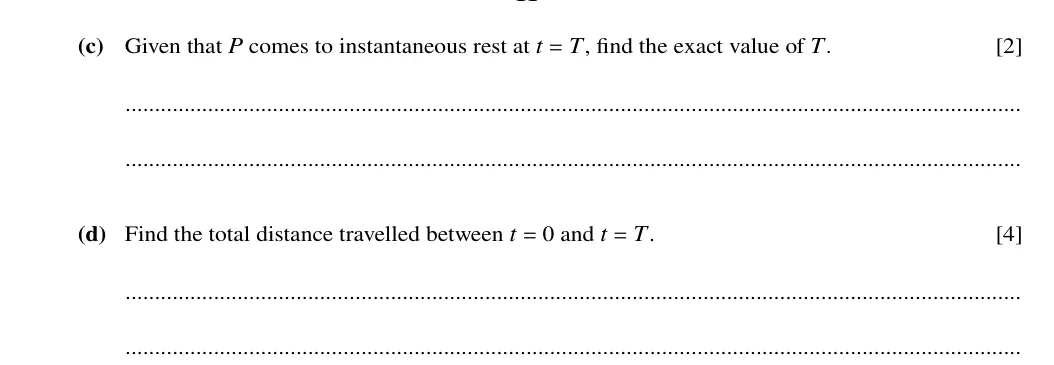 (c) Given that P comes to instantaneous rest at t = T, find the exact value of T. [2]
................................................................................................................................................
................................................................................................................................................
(d) Find the total distance travelled between t = 0 and t = T. [4]
................................................................................................................................................
................................................................................................................................................